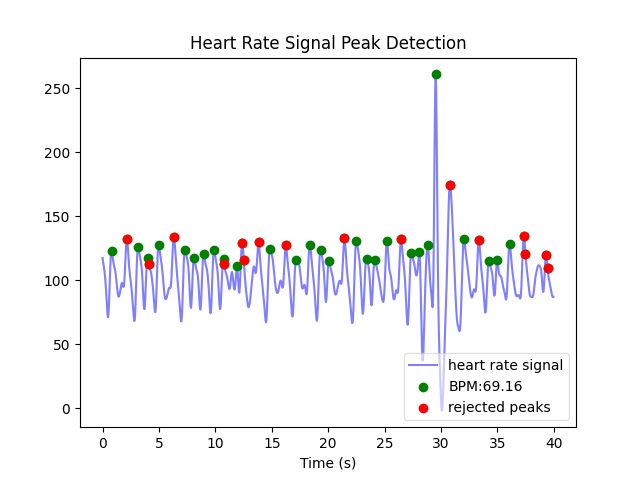 Heart Rate Signal Peak Detection
250
200
150
100
50
0
heart rate signal
BPM:69.16
rejected peaks
0 5 10 15 20 25 30 35 40
Time (s)